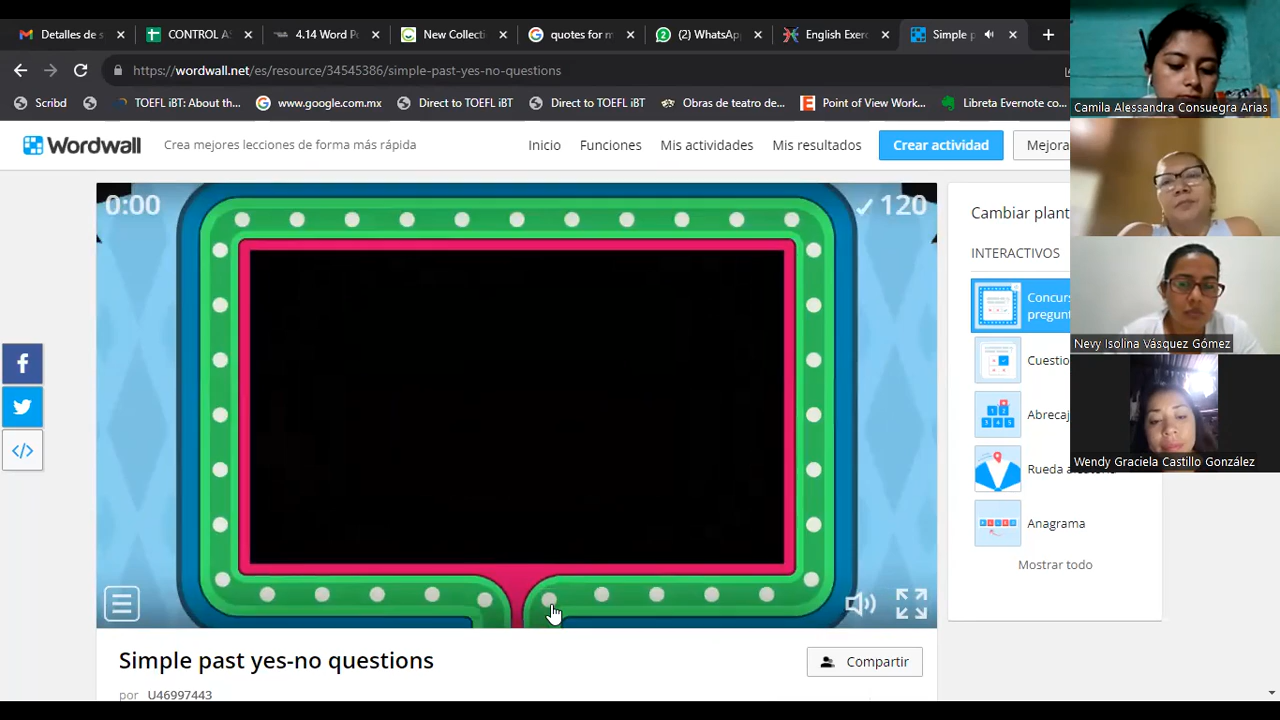 Detalles de s
CONTROL A
4.14 Word P
New Collecti
quotes for m
(2) WhatsAp
English Exer
Simple p
https://wordwall.net/es/resource/34545386/simple-past-yes-no-questions
Scribd
TOEFL iBT: About th...
www.google.com.mx
Direct to TOEFL iBT
Direct to TOEFL iBT
Obras de teatro de...
Point of View Work...
Libreta Evernote co...
Camila Alessandra Consuegra Arias
Wordwall
Crea mejores lecciones de forma más rápida
Inicio
Funciones
Mis actividades
Mis resultados
Crear actividad
Mejora
0:00
120
Cambiar plant
INTERACTIVOS
Concurs
pregunt
Cuestio
Abrecaj
Rueda a
Anagrama
Mostrar todo
Nevy Isolina Vásquez Gómez
Wendy Graciela Castillo González
Simple past yes-no questions
Compartir
por U46997443